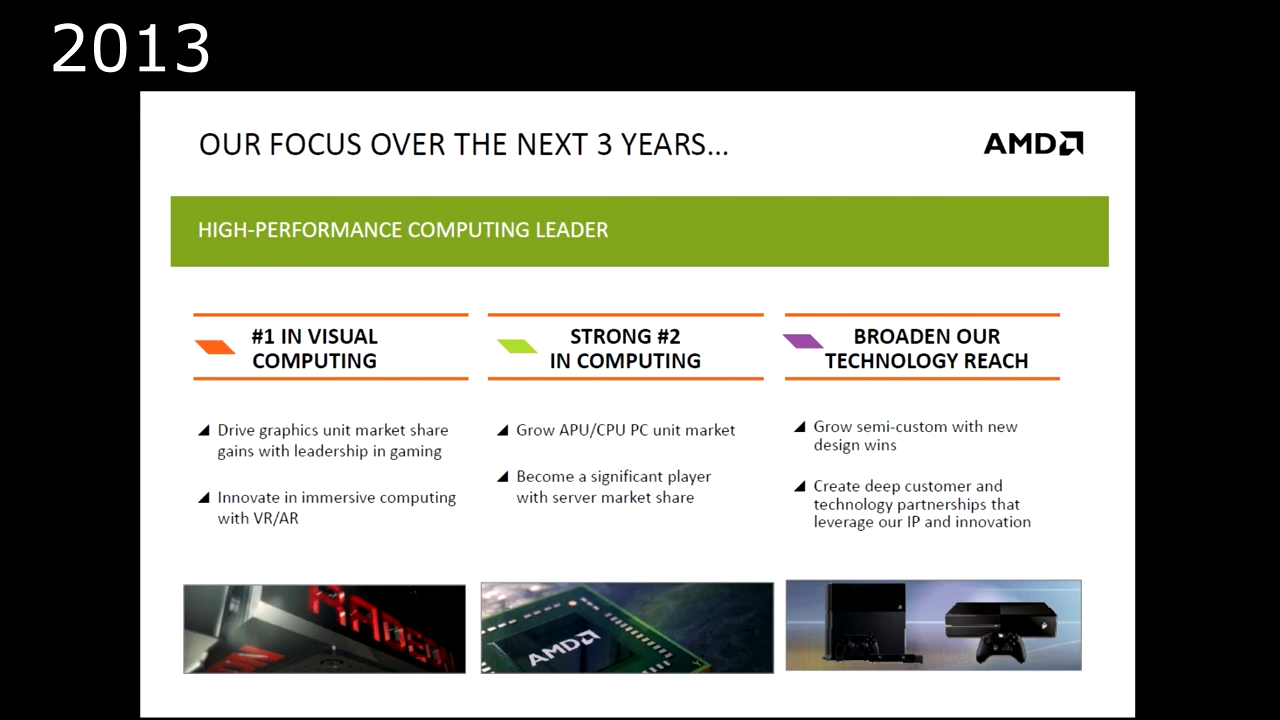 2013
OUR FOCUS OVER THE NEXT 3 YEARS...
AMD
HIGH-PERFORMANCE COMPUTING LEADER
#1 IN VISUAL
COMPUTING
Drive graphics unit market share
gains with leadership in gaming
Innovate in immersive computing
with VR/AR
STRONG #2
IN COMPUTING
Grow APU/CPU PC unit market
Become a significant player
with server market share
BROADEN OUR
TECHNOLOGY REACH
Grow semi-custom with new
design wins
Create deep customer and
technology partnerships that
leverage our IP and innovation
RADEON
AMD